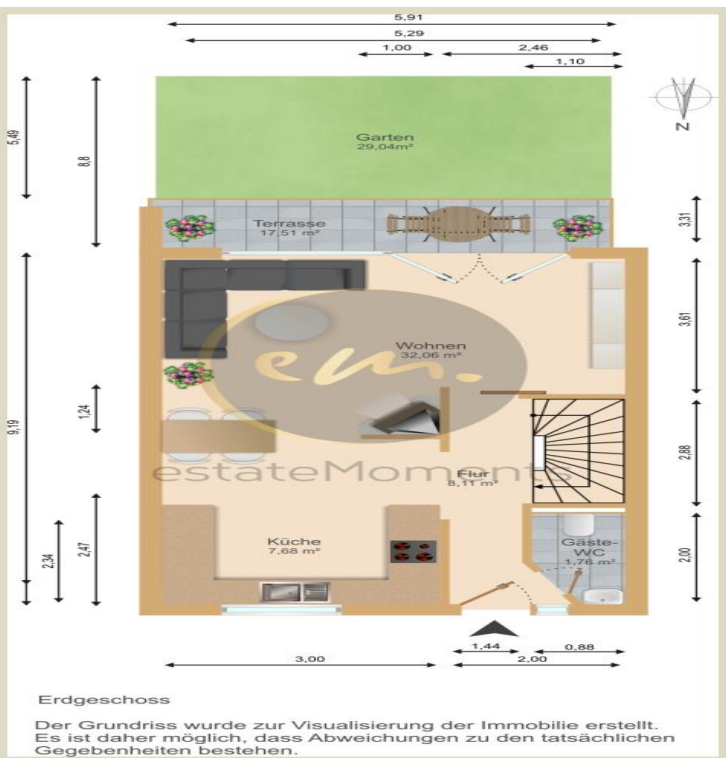 5,91
5,29
1,00
2,46
1,10
5,49
8,8
N
Garten
29,04m²
3,31
Terrasse
17,51 m²
3,61
Wohnen
32,06 m²
em.
9,19
1,24
2,88
estateMoments
Flur
8,11 m²
2,34
2,47
Küche
7,68 m²
Gäste-
WC
1,76 m²
2,00
3,00
1,44
0,88
2,00
Erdgeschoss
Der Grundriss wurde zur Visualisierung der Immobilie erstellt.
Es ist daher möglich, dass Abweichungen zu den tatsächlichen
Gegebenheiten bestehen.